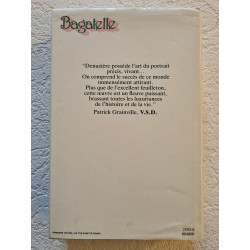 Bagatelle
"Denuzière possède l'art du portrait
précis, vivant...
On comprend le succès de ce monde
immensément attirant.
Plus que de l'excellent feuilleton,
cette œuvre est un fleuve puissant,
brassant toutes les luxuriances
de l'histoire et de la vie."
Patrick Grainville, V.S.D.